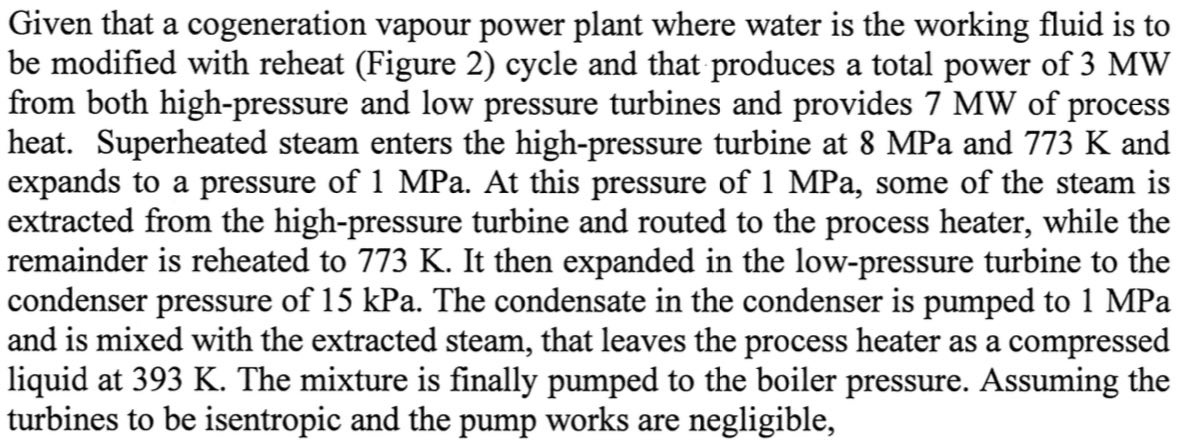 Given that a cogeneration vapour power plant where water is the working fluid is to
be modified with reheat (Figure 2) cycle and that produces a total power of 3 MW
from both high-pressure and low pressure turbines and provides 7 MW of process
heat. Superheated steam enters the high-pressure turbine at 8 MPa and 773 K and
expands to a pressure of 1 MPa. At this pressure of 1 MPa, some of the steam is
extracted from the high-pressure turbine and routed to the process heater, while the
remainder is reheated to 773 K. It then expanded in the low-pressure turbine to the
condenser pressure of 15 kPa. The condensate in the condenser is pumped to 1 MPa
and is mixed with the extracted steam, that leaves the process heater as a compressed
liquid at 393 K. The mixture is finally pumped to the boiler pressure. Assuming the
turbines to be isentropic and the pump works are negligible,